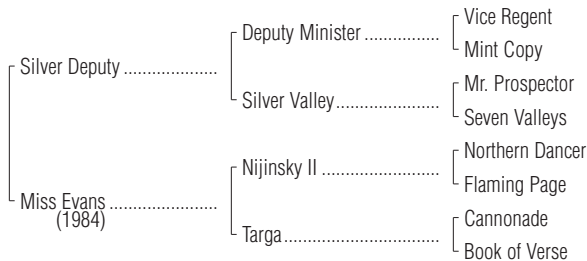 Vice Regent
Deputy Minister ................
Mint Copy
Silver Deputy ....................
Mr. Prospector
Silver Valley......................
Seven Valleys
Northern Dancer
Nijinsky II .........................
Flaming Page
Miss Evans .......................
(1984)
Cannonade
Targa.................................
Book of Verse